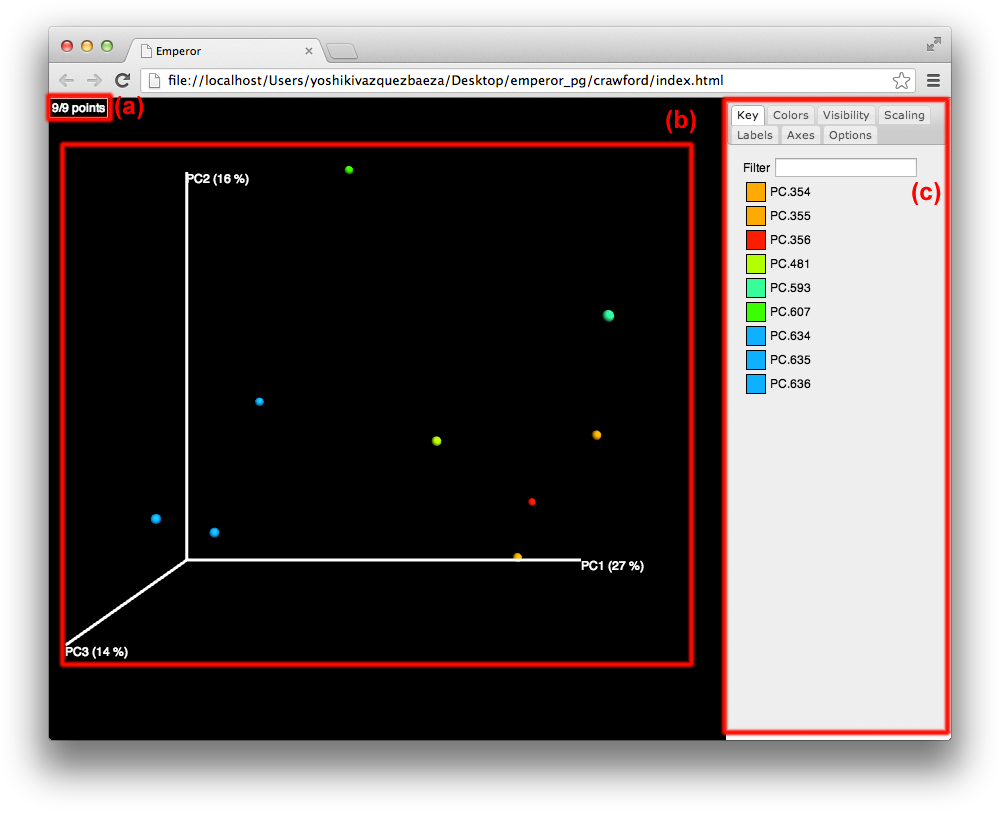 Emperor
file://localhost/Users/yoshikivazquezbaeza/Desktop/emperor_pg/crawford/index.html
9/9 points
(a)
(b)
PC2 (16 %)
PC1 (27 %)
PC3 (14 %)
Key Colors Visibility Scaling
Labels Axes Options
Filter
(c)
PC.354
PC.355
PC.356
PC.481
PC.593
PC.607
PC.634
PC.635
PC.636